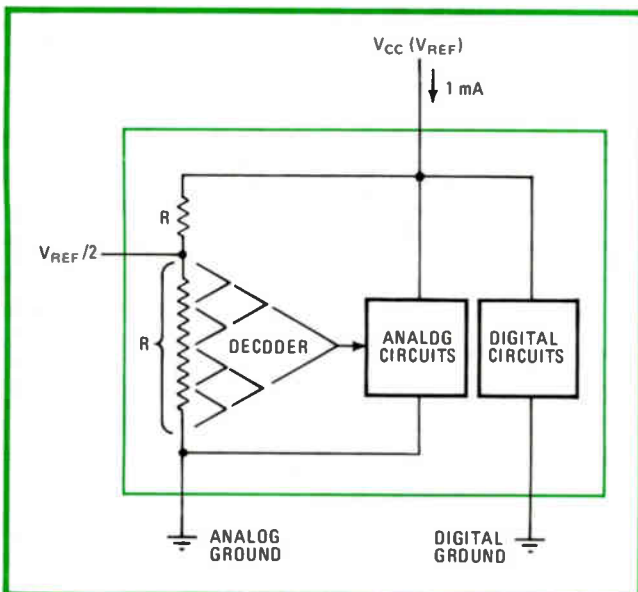 VCC (VREF)
1 mA
R
VREF/2
R
DECODER
ANALOG
CIRCUITS
DIGITAL
CIRCUITS
ANALOG
GROUND
DIGITAL
GROUND